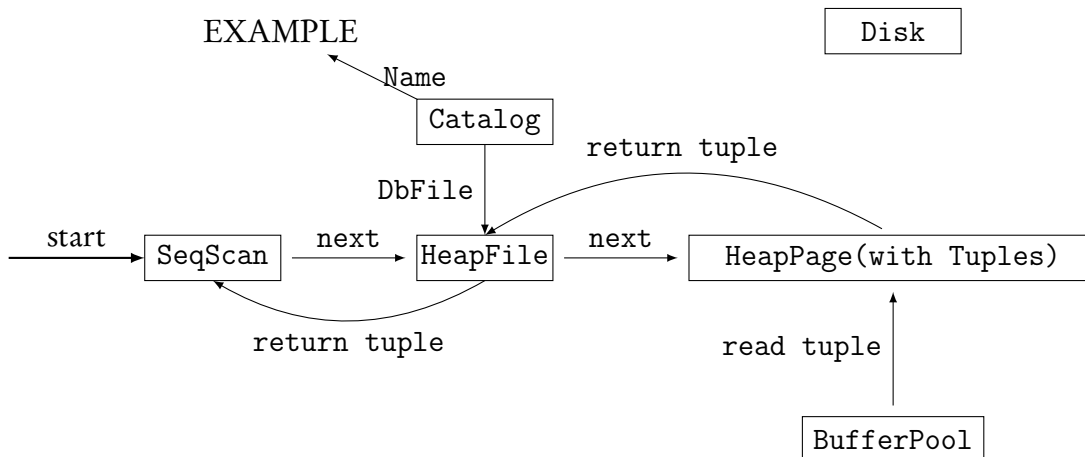 EXAMPLE
Disk
Name
Catalog
return tuple
DbFile
start
SeqScan
next
HeapFile
next
HeapPage(with Tuples)
return tuple
read tuple
BufferPool